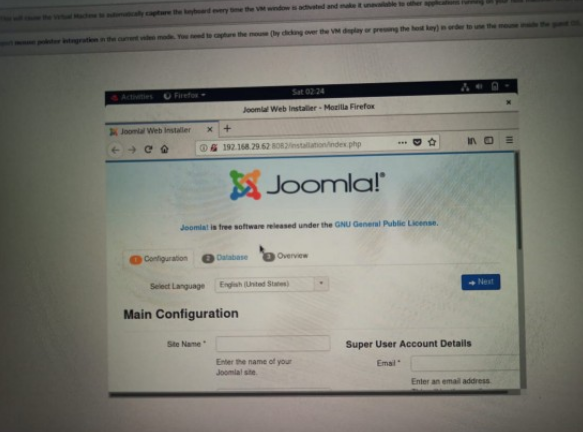 will cause the Virtual Machine to automatically capture the keyboard every time the VM window is activated and make it unavailable to other applications running on
mouse pointer integration in the current video mode. You need to capture the mouse (by clicking over the VM display or pressing the host key) in order to use the mouse inside the guest OS.
Activities Firefox
Sat 02:24
Joomla! Web Installer - Mozilla Firefox
Joomla! Web Installer × +
192.168.29.62:8082/installation/index.php
Joomla!®
Joomla! is free software released under the GNU General Public License.
1 Configuration 2 Database 3 Overview
Select Language English (United States) Next
Main Configuration
Site Name * Super User Account Details
Enter the name of your Joomla! site.
Email *
Enter an email address.